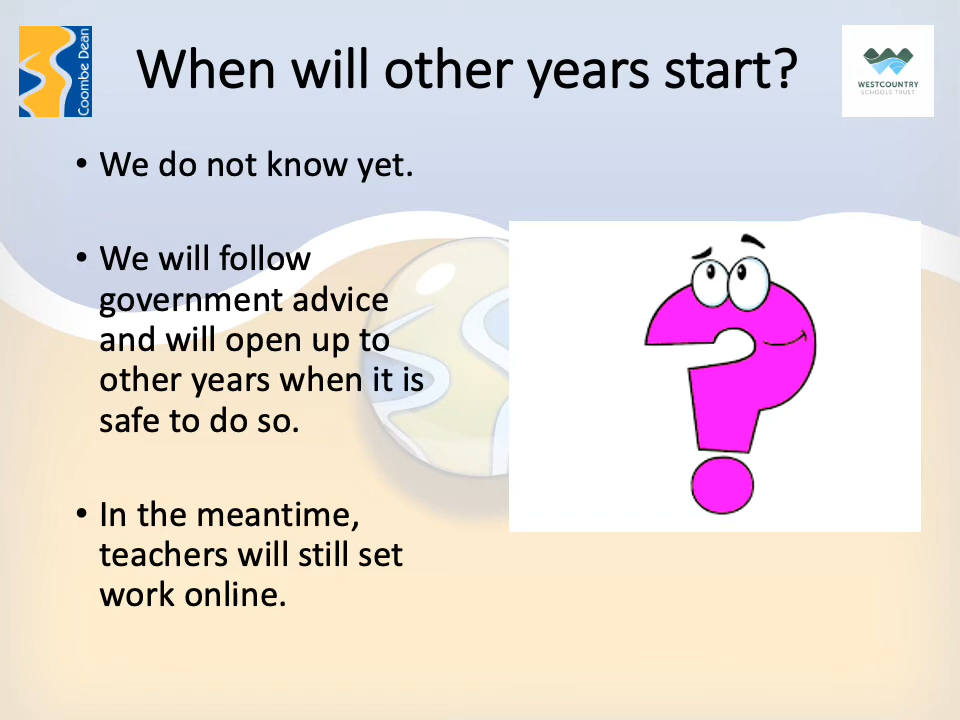 Coombe Dean
When will other years start?
WESTCOUNTRY
SCHOOLS TRUST
• We do not know yet.
• We will follow
government advice
and will open up to
other years when it is
safe to do so.
• In the meantime,
teachers will still set
work online.